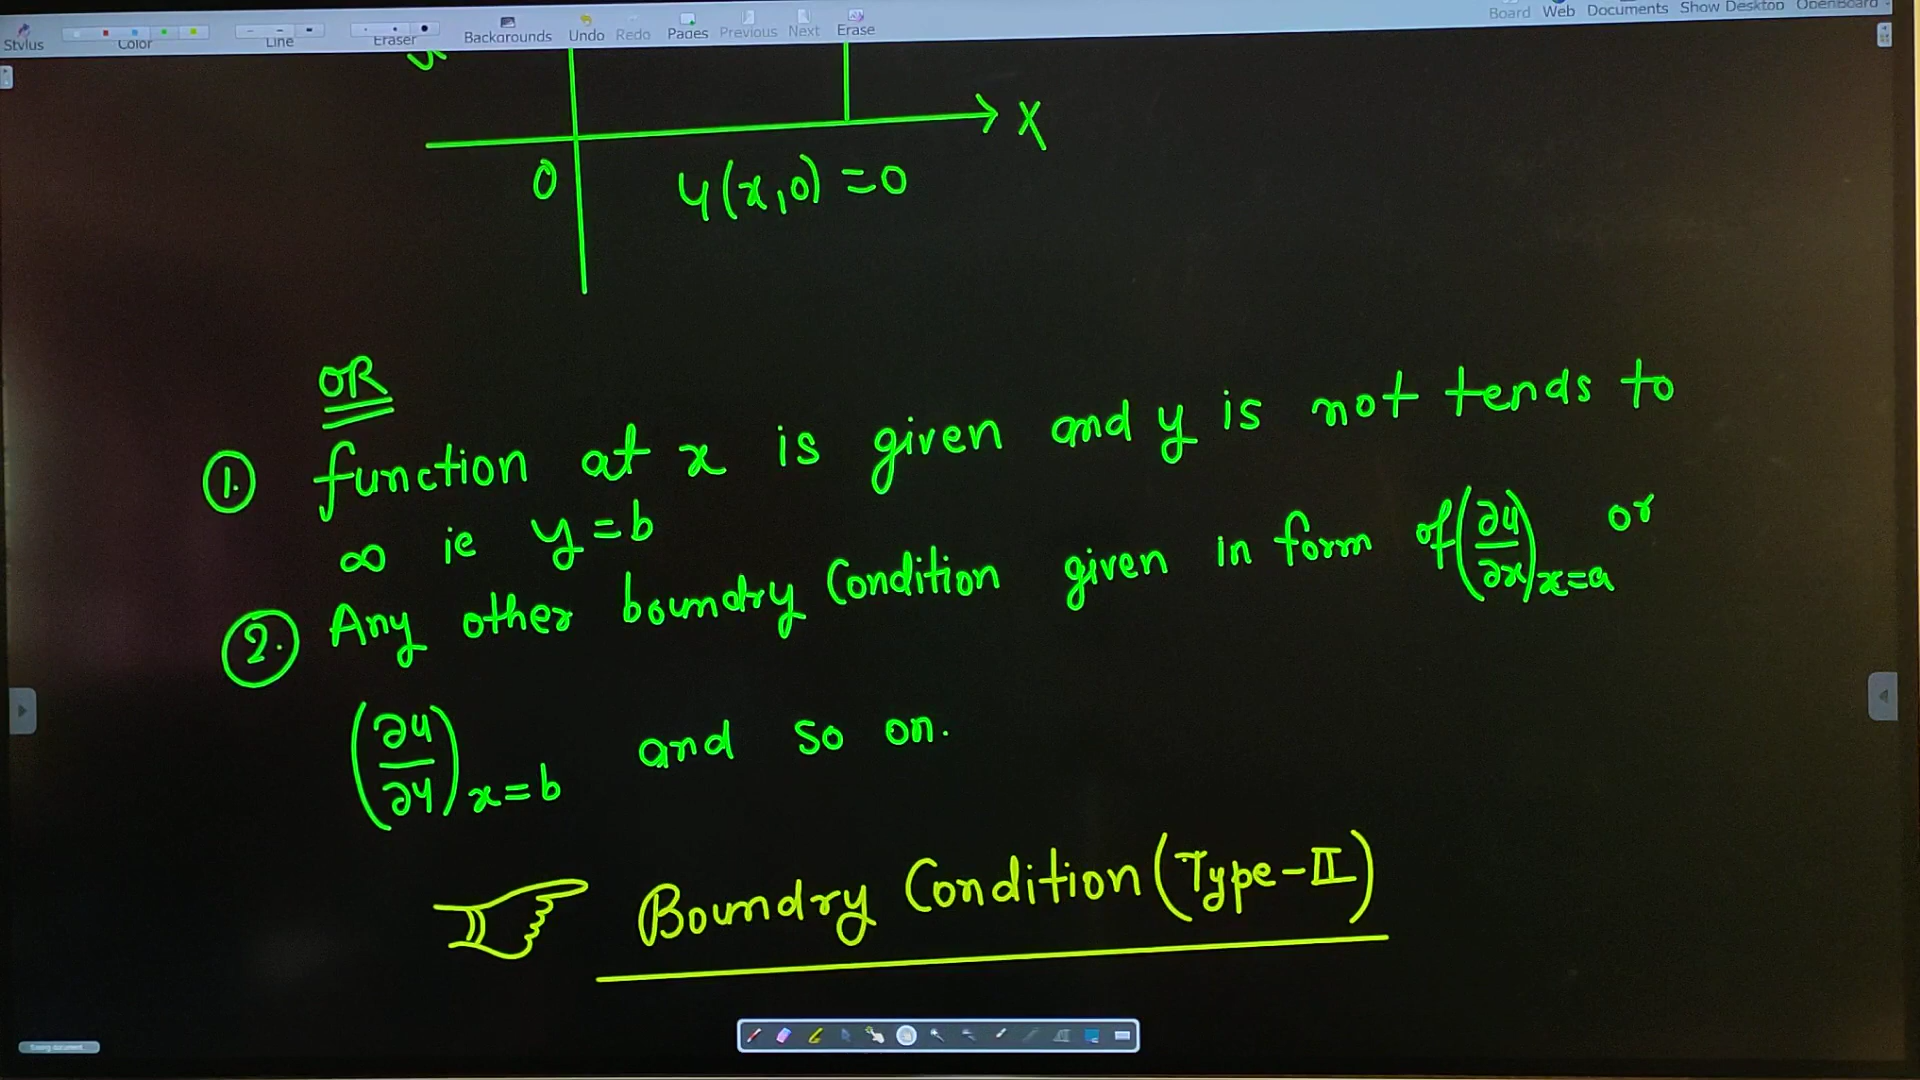 Stylus Color Line Eraser Backgrounds Undo Redo Pages Previous Next Erase Board Web Documents Show Desktop OpenBoard
X
0
u(x,0) = 0
OR
1. function at x is given and y is not tends to
∞ ie y = b
2. Any other boundry Condition given in form of (∂u/∂x)x=a or
(∂u/∂y)x=b and so on.
Boundry Condition (Type-II)